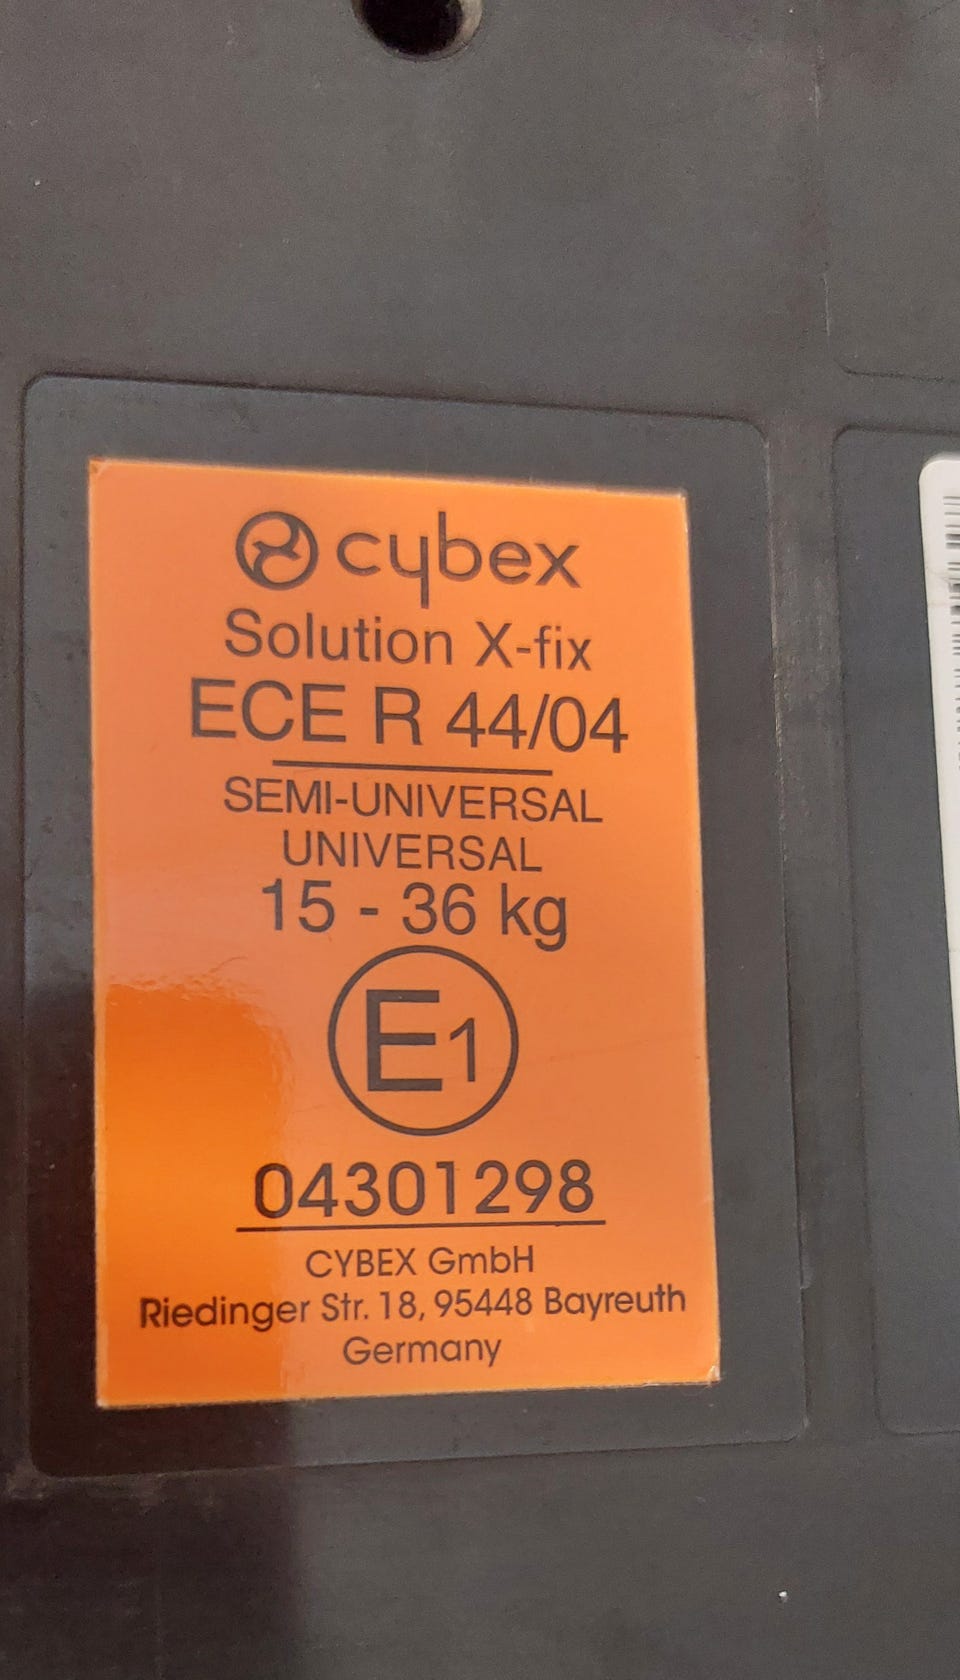 cybex
Solution X-fix
ECE R 44/04
SEMI-UNIVERSAL
UNIVERSAL
15 - 36 kg
E1
04301298
CYBEX GmbH
Riedinger Str. 18, 95448 Bayreuth
Germany